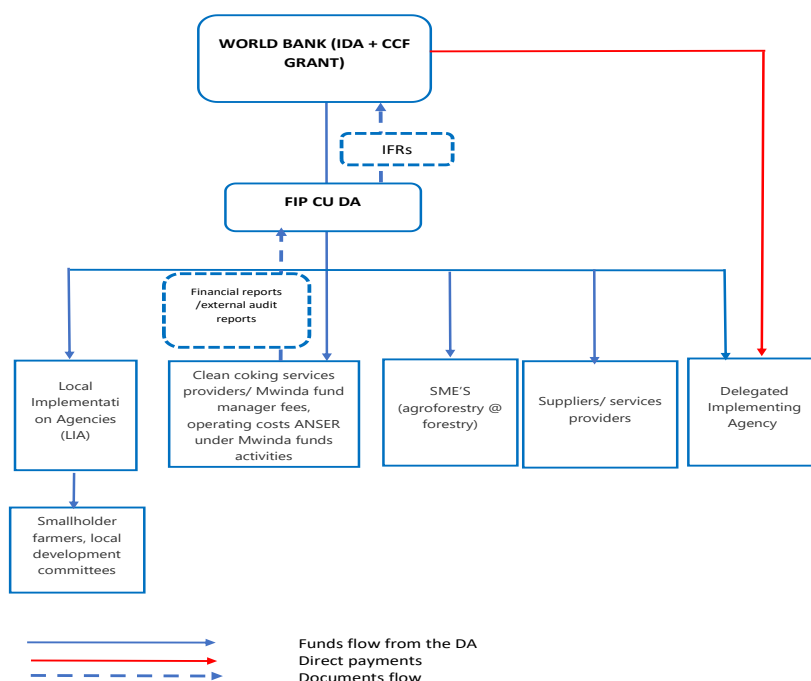 WORLD BANK (IDA + CCF
GRANT)
IFRs
FIP CU DA
Financial reports
/external audit
reports
Local
Implementati
on Agencies
(LIA)
Clean coking services
providers/ Mwinda fund
manager fees,
operating costs ANSER
under Mwinda funds
activities
SME'S
(agroforestry @
forestry)
Suppliers/ services
providers
Delegated
Implementing
Agency
Smallholder
farmers, local
development
committees
Funds flow from the DA
Direct payments
Documents flow